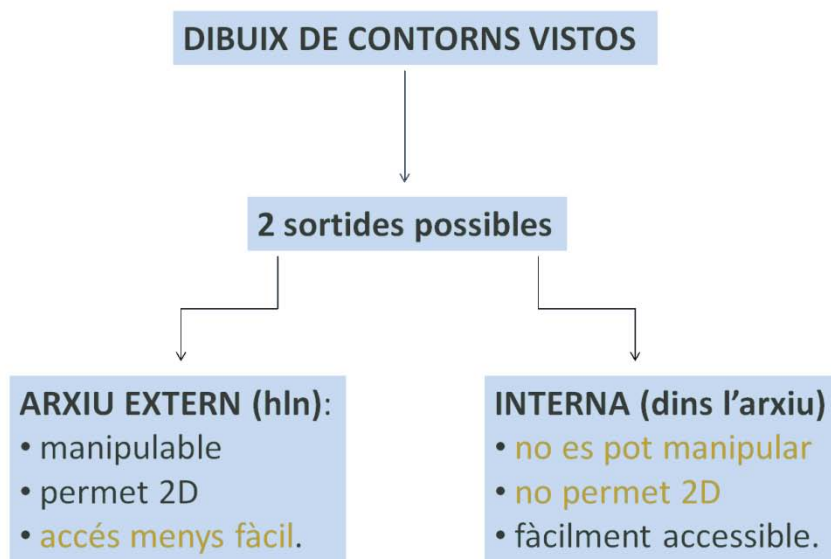 DIBUIX DE CONTORNS VISTOS
2 sortides possibles
ARXIU EXTERN (hln):
• manipulable
• permet 2D
• accés menys fàcil.
INTERNA (dins l’arxiu)
• no es pot manipular
• no permet 2D
• fàcilment accessible.